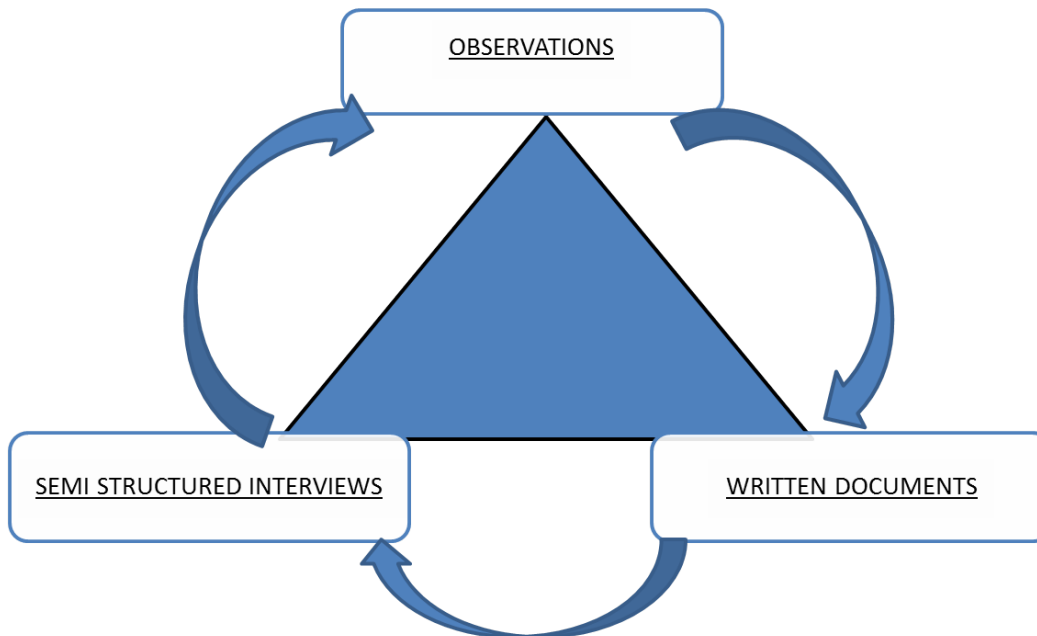 OBSERVATIONS
SEMI STRUCTURED INTERVIEWS
WRITTEN DOCUMENTS